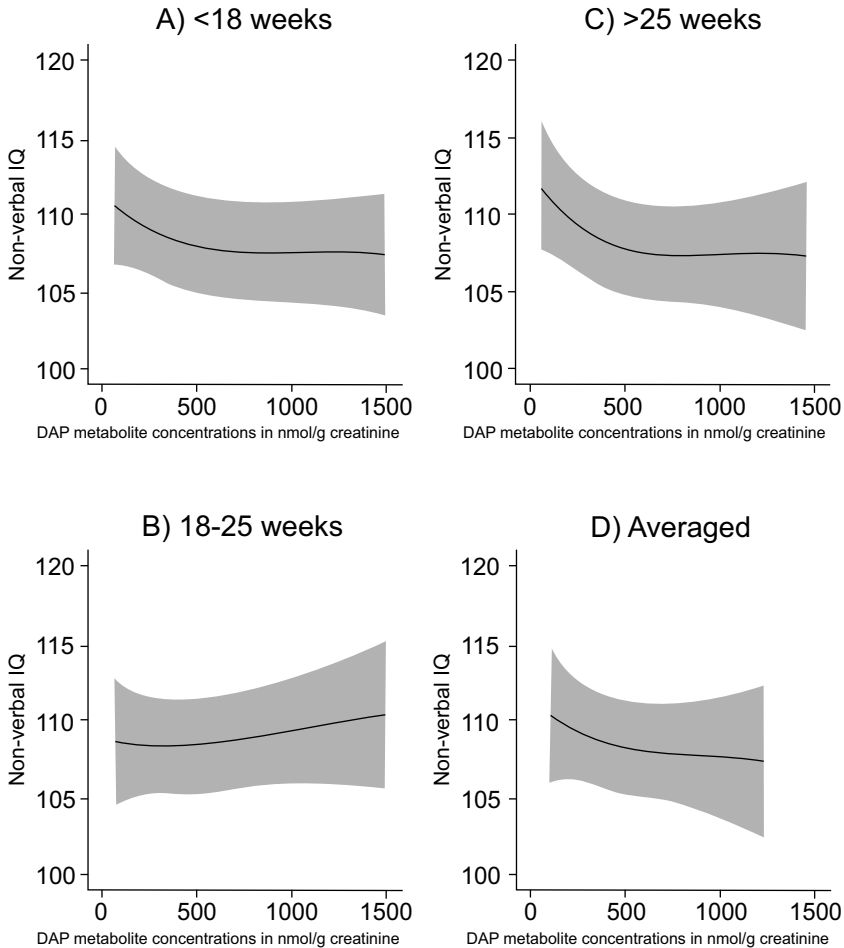 A) <18 weeks
120
115
110
105
100
Non-verbal IQ
0 500 1000 1500
DAP metabolite concentrations in nmol/g creatinine
C) >25 weeks
120
115
110
105
100
Non-verbal IQ
0 500 1000 1500
DAP metabolite concentrations in nmol/g creatinine
B) 18-25 weeks
120
115
110
105
100
Non-verbal IQ
0 500 1000 1500
DAP metabolite concentrations in nmol/g creatinine
D) Averaged
120
115
110
105
100
Non-verbal IQ
0 500 1000 1500
DAP metabolite concentrations in nmol/g creatinine